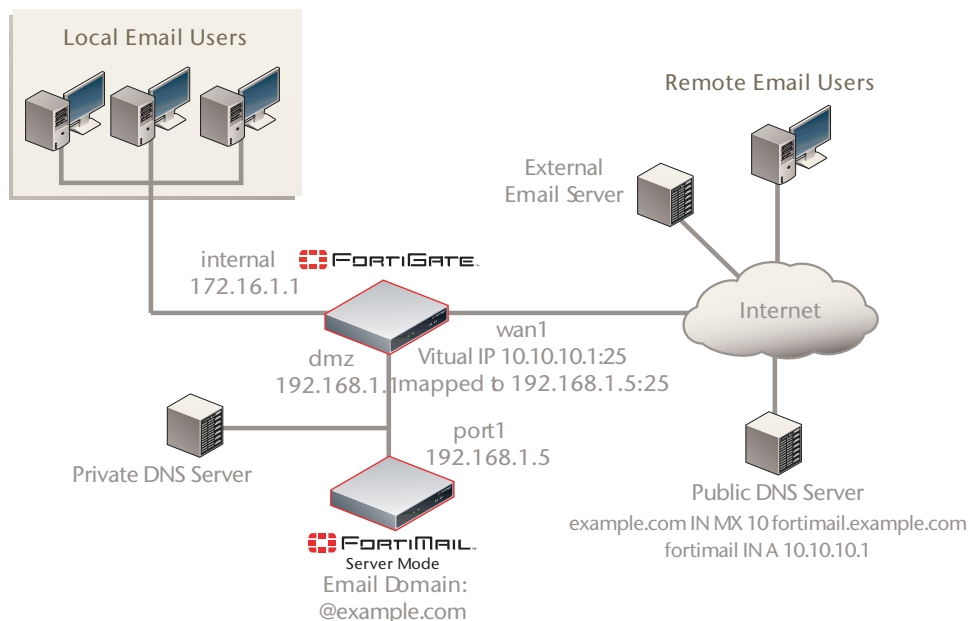 Local Email Users
Remote Email Users
External
Email Server
internal
172.16.1.1
FORTIGATE
Internet
wan1
Vitual IP 10.10.10.1:25
mapped to 192.168.1.5:25
dmz
192.168.1.1
port1
192.168.1.5
Private DNS Server
Public DNS Server
example.com IN MX 10 fortimail.example.com
fortimail IN A 10.10.10.1
FORTIMAIL
Server Mode
Email Domain:
@example.com